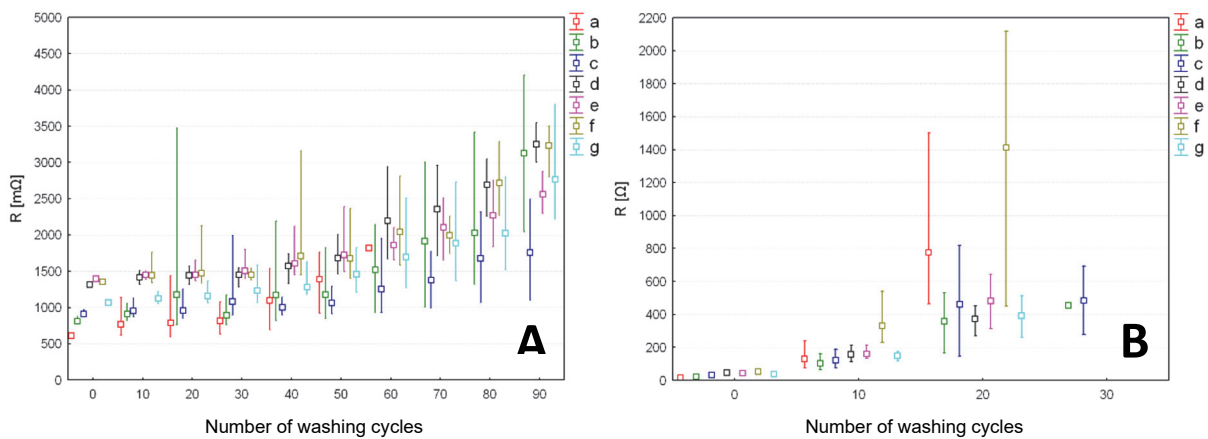 5000
4500
4000
3500
3000
2500
2000
1500
1000
500
0
R [mΩ]
0 10 20 30 40 50 60 70 80 90
Number of washing cycles
a
b
c
d
e
f
g
A
2200
2000
1800
1600
1400
1200
1000
800
600
400
200
0
R [Ω]
0 10 20 30
Number of washing cycles
a
b
c
d
e
f
g
B